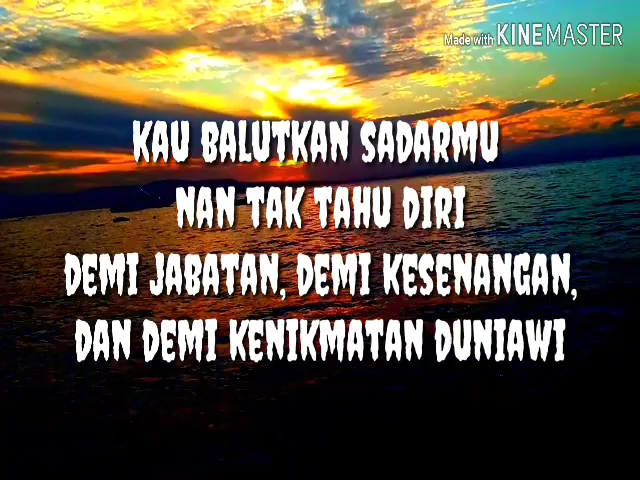 Made with KINEMASTER
KAU BALUTKAN SADARMU
NAN TAK TAHU DIRI
DEMI JABATAN, DEMI KESENANGAN,
DAN DEMI KENIKMATAN DUNIAWI